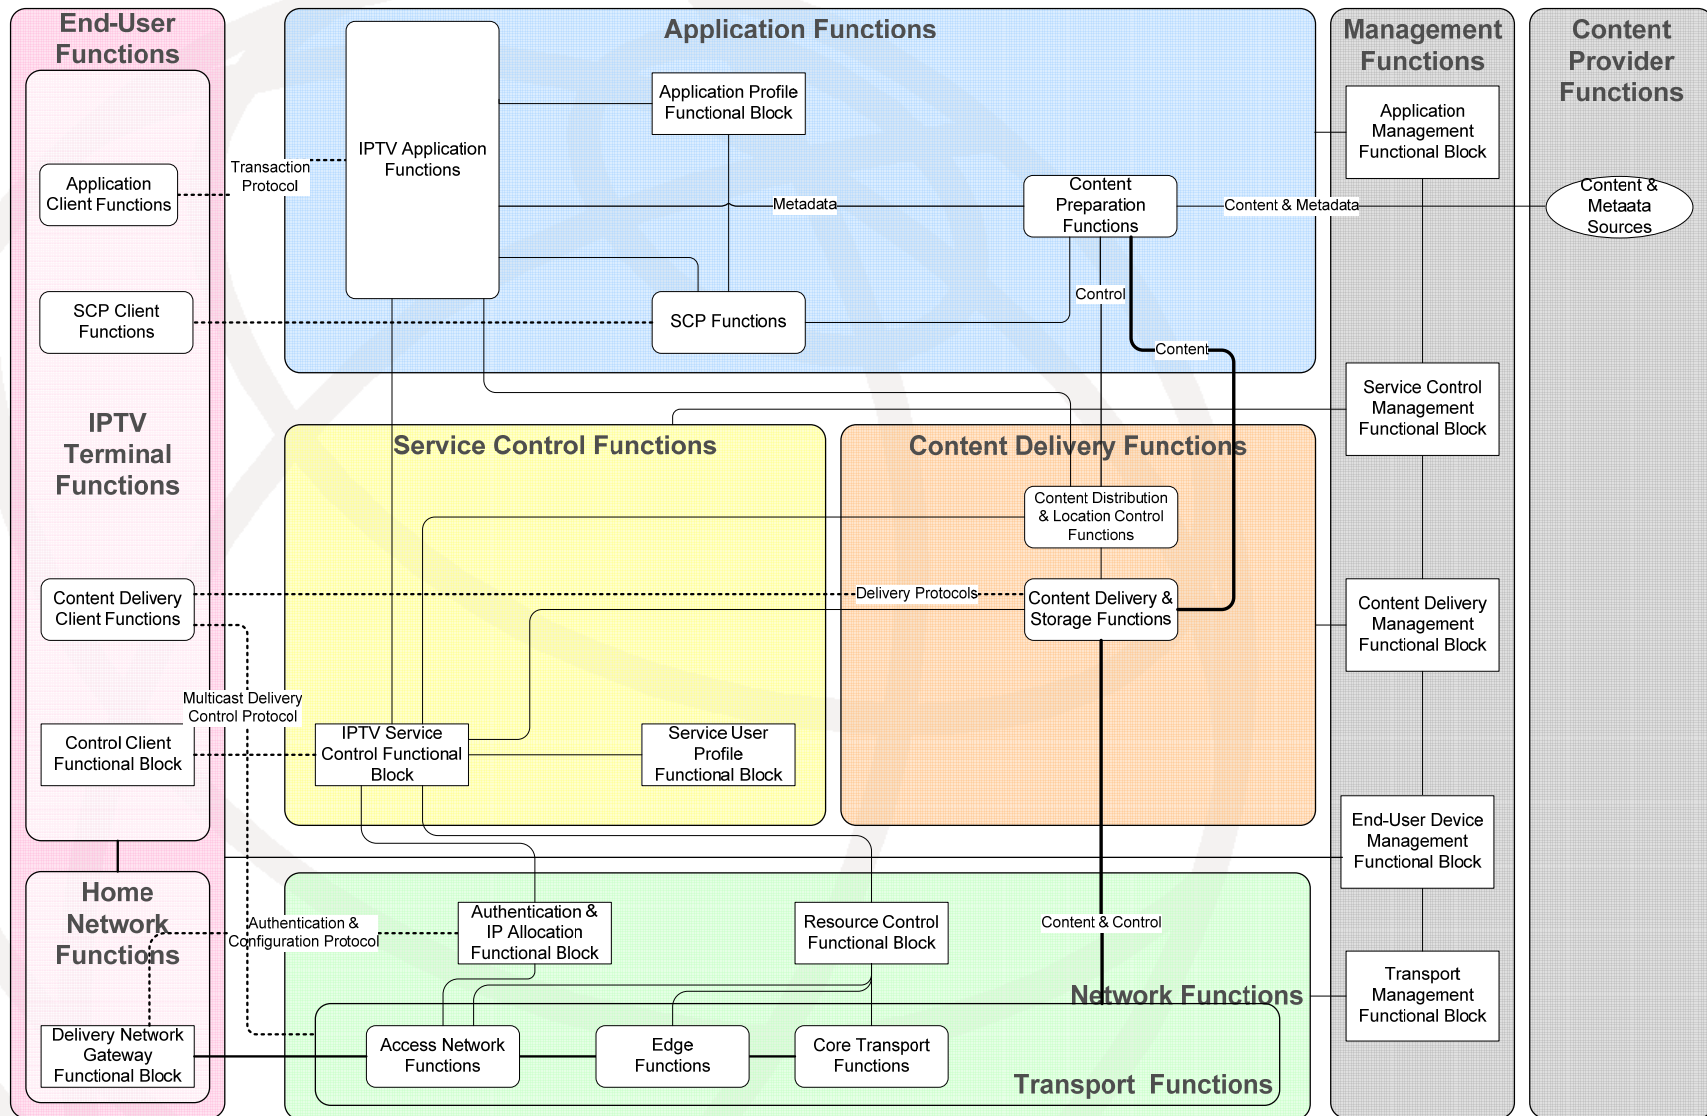 End-User
Functions
Application Functions
Management
Functions
Content
Provider
Functions
IPTV Application
Functions
Application Profile
Functional Block
Application
Management
Functional Block
Application
Client Functions
Transaction
Protocol
Metadata
Content
Preparation
Functions
Content & Metadata
Content &
Metaata
Sources
SCP Client
Functions
SCP Functions
Control
Content
IPTV
Terminal
Functions
Service Control Functions
Content Delivery Functions
Service Control
Management
Functional Block
Content Distribution
& Location Control
Functions
Content Delivery
Client Functions
Delivery Protocols
Content Delivery &
Storage Functions
Content Delivery
Management
Functional Block
Multicast Delivery
Control Protocol
Control Client
Functional Block
IPTV Service
Control Functional
Block
Service User
Profile
Functional Block
End-User Device
Management
Functional Block
Home
Network
Functions
Authentication &
Configuration Protocol
Authentication &
IP Allocation
Functional Block
Resource Control
Functional Block
Content & Control
Network Functions
Transport
Management
Functional Block
Delivery Network
Gateway
Functional Block
Access Network
Functions
Edge
Functions
Core Transport
Functions
Transport Functions